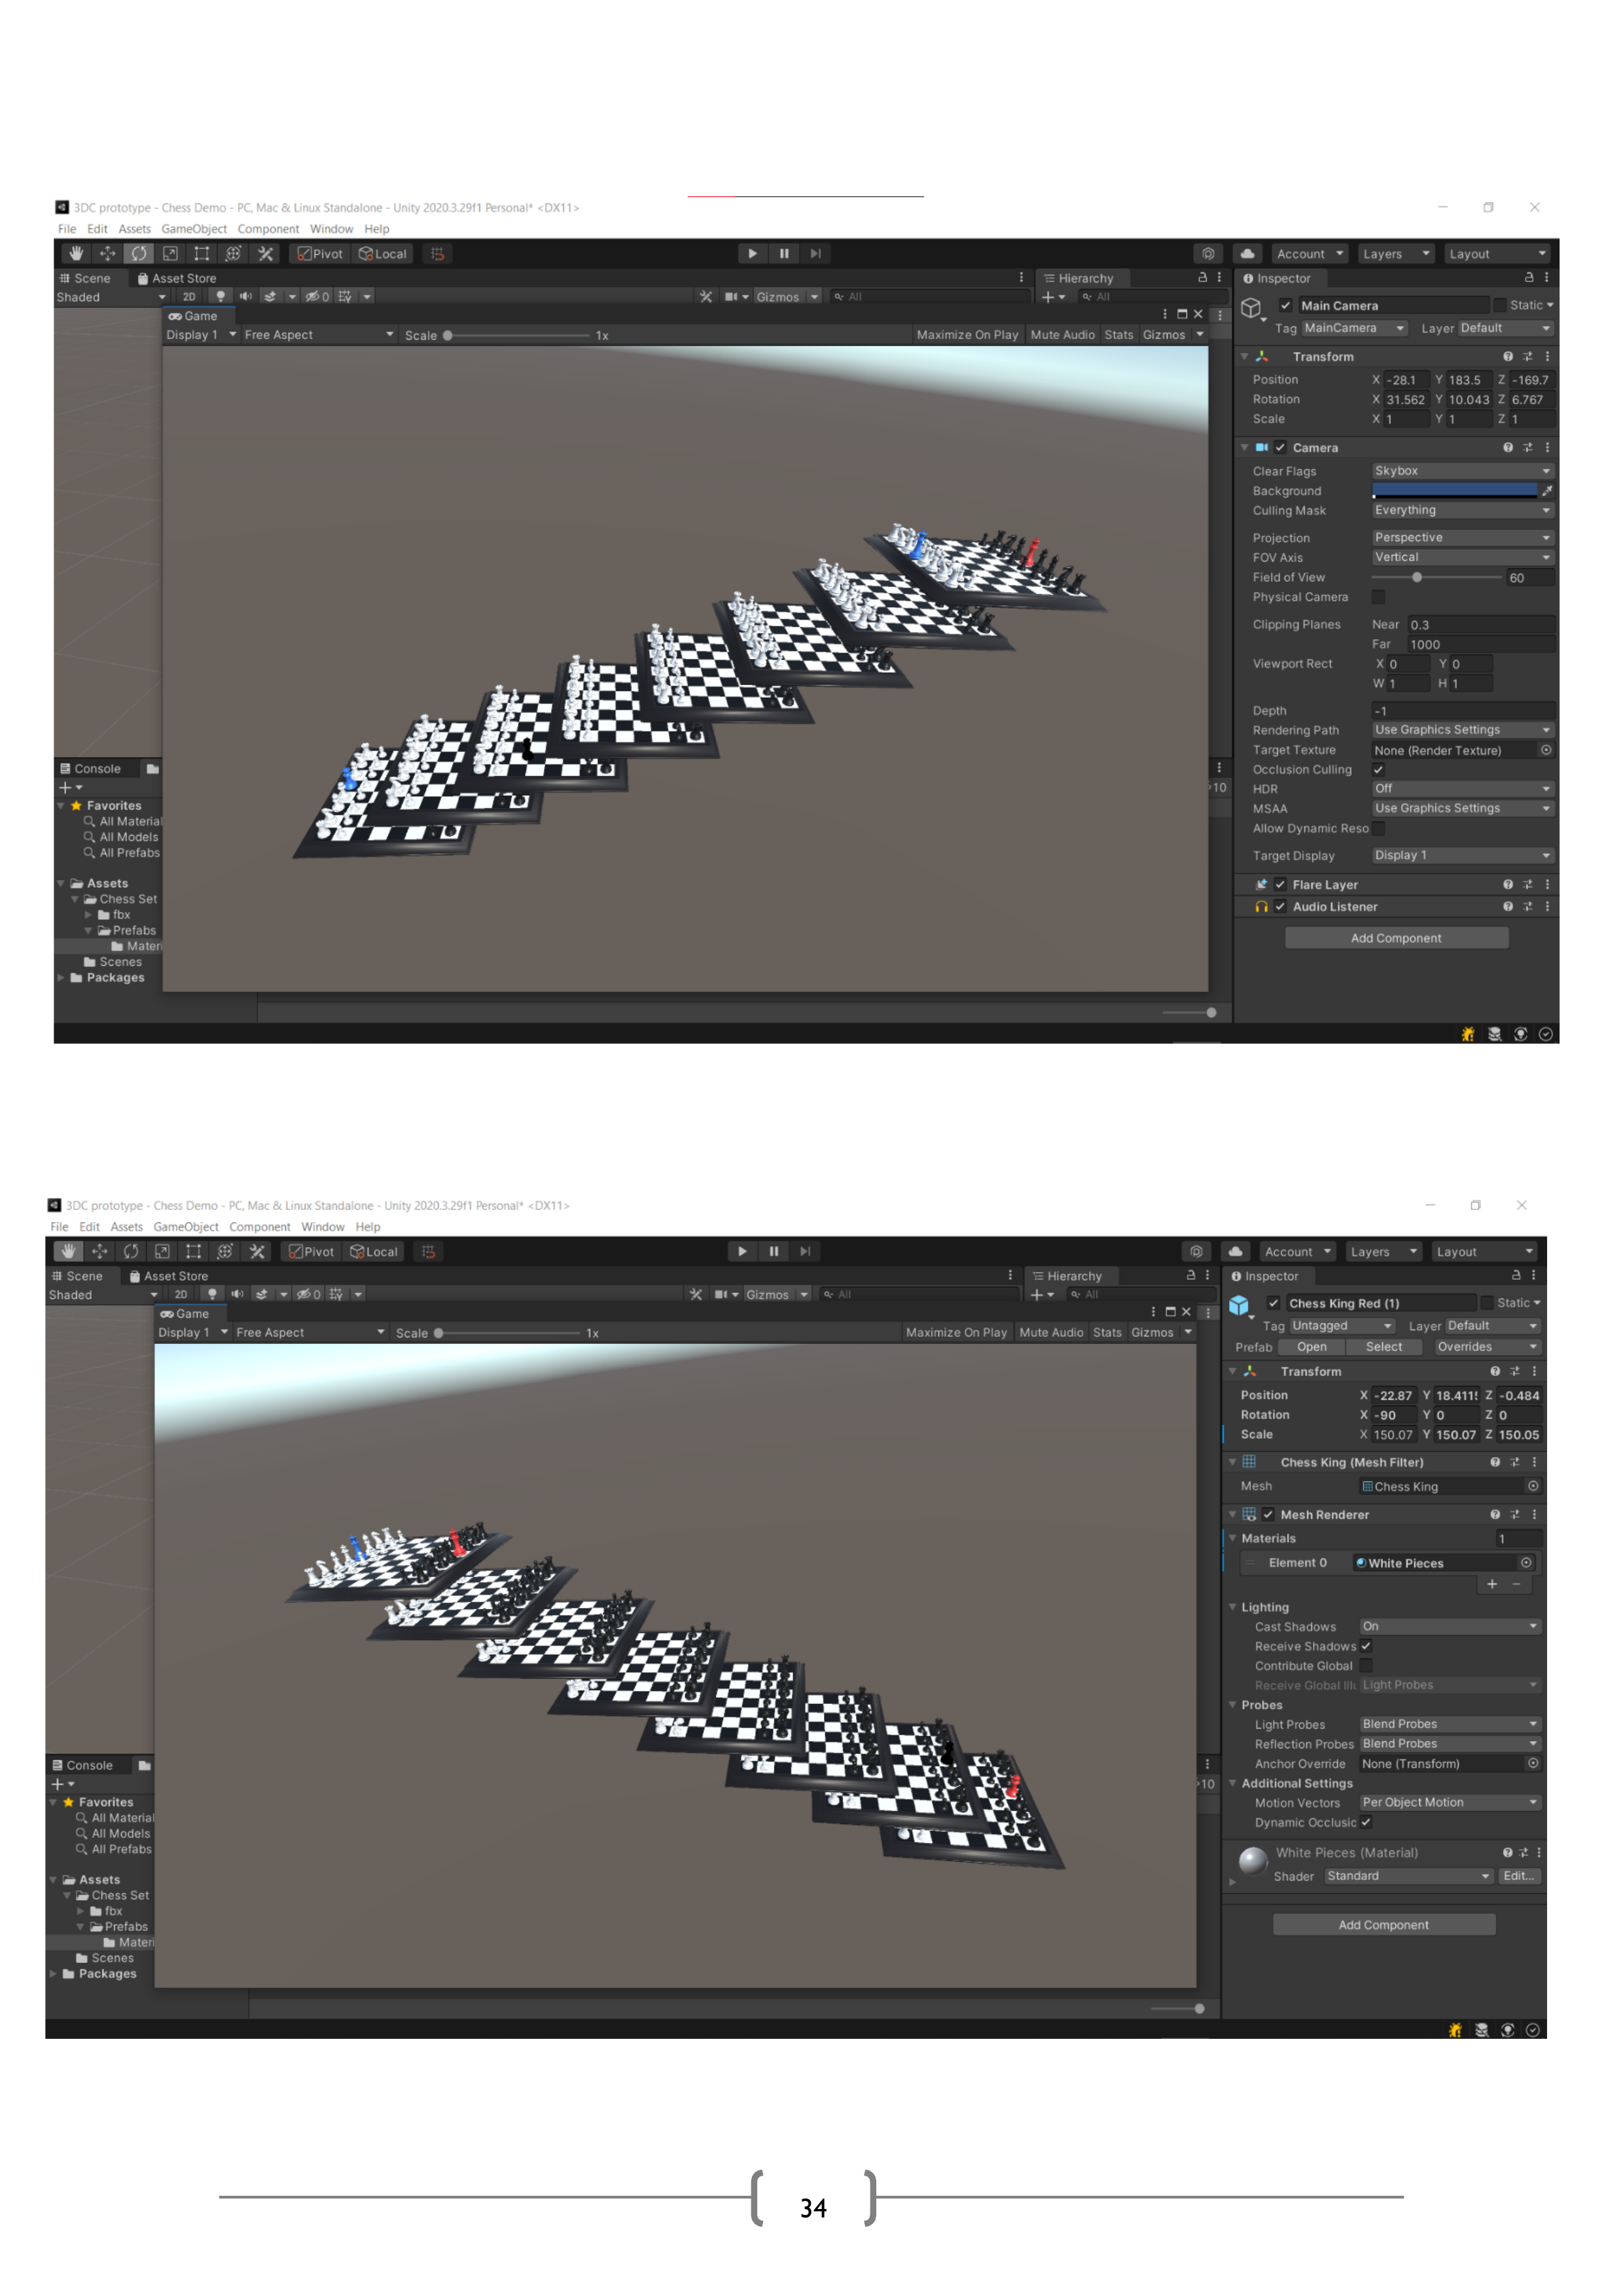 3DC prototype - Chess Demo - PC, Mac & Linux Standalone - Unity 2020.3.29f1 Personal* <DX11>
File Edit Assets GameObject Component Window Help
Pivot Local Account Layers Layout
Scene Asset Store Hierarchy Inspector
Shaded 2D 0 Gizmos All All
Main Camera Static
Game
Tag MainCamera Layer Default
Display 1 Free Aspect Scale 1x Maximize On Play Mute Audio Stats Gizmos
Transform
Position X -28.1 Y 183.5 Z -169.7
Rotation X 31.562 Y 10.043 Z 6.767
Scale X 1 Y 1 Z 1
Camera
Clear Flags Skybox
Background
Culling Mask Everything
Projection Perspective
FOV Axis Vertical
Field of View 60
Physical Camera
Clipping Planes Near 0.3
Far 1000
Viewport Rect X 0 Y 0
W 1 H 1
Depth -1
Rendering Path Use Graphics Settings
Target Texture None (Render Texture)
Occlusion Culling
HDR Off
MSAA Use Graphics Settings
Allow Dynamic Reso
Target Display Display 1
Flare Layer
Audio Listener
Add Component
Console
10
Favorites
All Material
All Models
All Prefabs
Assets
Chess Set
fbx
Prefabs
Materi
Scenes
Packages
3DC prototype - Chess Demo - PC, Mac & Linux Standalone - Unity 2020.3.29f1 Personal* <DX11>
File Edit Assets GameObject Component Window Help
Pivot Local Account Layers Layout
Scene Asset Store Hierarchy Inspector
Shaded 2D 0 Gizmos All All
Chess King Red (1) Static
Game
Tag Untagged Layer Default
Display 1 Free Aspect Scale 1x Maximize On Play Mute Audio Stats Gizmos
Prefab Open Select Overrides
Transform
Position X -22.87 Y 18.411 Z -0.484
Rotation X -90 Y 0 Z 0
Scale X 150.07 Y 150.07 Z 150.05
Chess King (Mesh Filter)
Mesh Chess King
Mesh Renderer
Materials 1
Element 0 White Pieces
Lighting
Cast Shadows On
Receive Shadows
Contribute Global
Receive Global Illu Light Probes
Probes
Light Probes Blend Probes
Reflection Probes Blend Probes
Anchor Override None (Transform)
Additional Settings
Motion Vectors Per Object Motion
Dynamic Occlusic
White Pieces (Material)
Shader Standard Edit...
Add Component
Console
10
Favorites
All Material
All Models
All Prefabs
Assets
Chess Set
fbx
Prefabs
Materi
Scenes
Packages
34